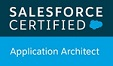 SALESFORCE
CERTIFIED
Application Architect